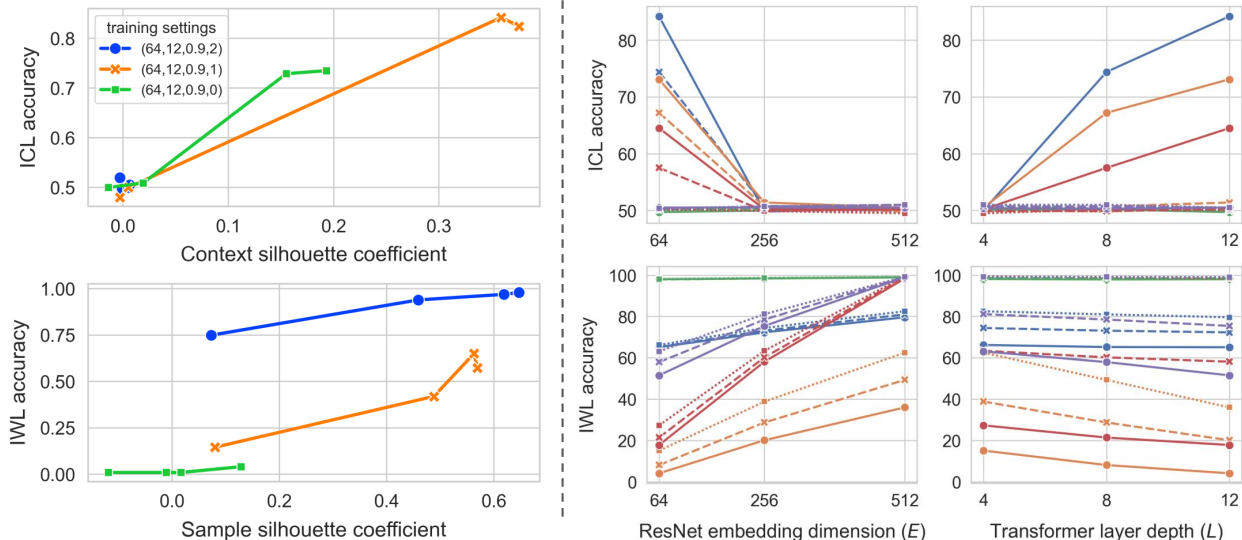 ICL accuracy
0.8
0.7
0.6
0.5
training settings
(64,12,0.9,2)
(64,12,0.9,1)
(64,12,0.9,0)
0.0 0.1 0.2 0.3
Context silhouette coefficient
IWL accuracy
1.00
0.75
0.50
0.25
0.00
0.0 0.2 0.4 0.6
Sample silhouette coefficient
ICL accuracy
80
70
60
50
64 256 512
80
70
60
50
4 8 12
IWL accuracy
100
80
60
40
20
0
64 256 512
ResNet embedding dimension (E)
100
80
60
40
20
0
4 8 12
Transformer layer depth (L)